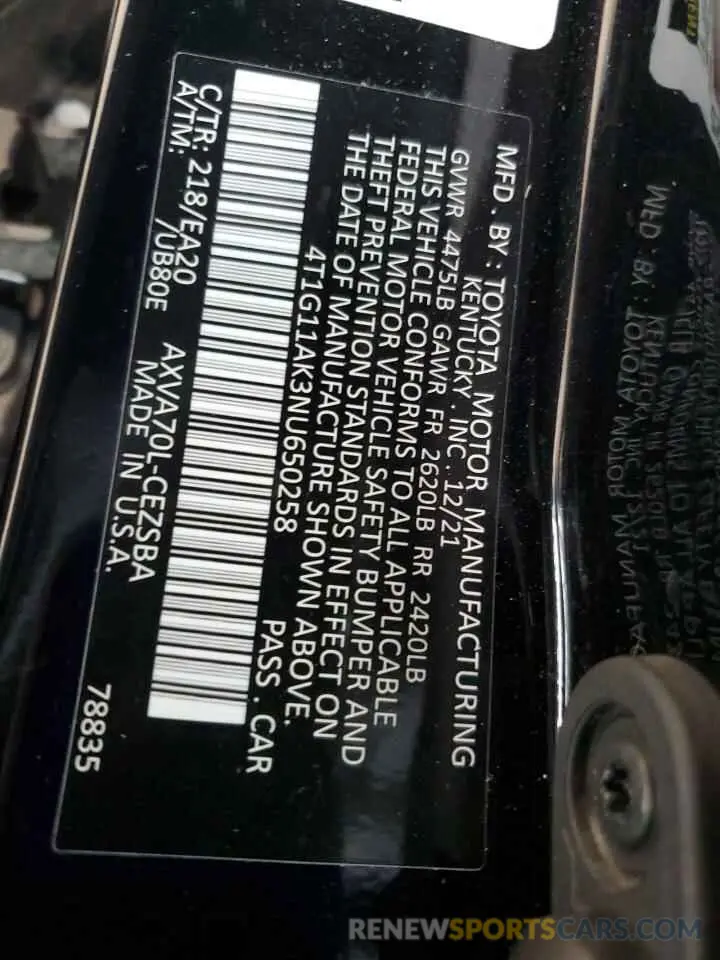 MFD . BY : TOYOTA MOTOR MANUFACTURING
KENTUCKY . INC. 12/21
GVWR 4475LB GAWR FR 2620LB RR 2420LB
THIS VEHICLE CONFORMS TO ALL APPLICABLE
FEDERAL MOTOR VEHICLE SAFETY BUMPER AND
THEFT PREVENTION STANDARDS IN EFFECT ON
THE DATE OF MANUFACTURE SHOWN ABOVE.
4T1G11AK3NU650258 PASS . CAR
C/TR: 218/EA20 AXVA70L-CEZSBA
A/TM: /UB80E MADE IN U.S.A.
78835
RENEWSPORTSCARS.COM